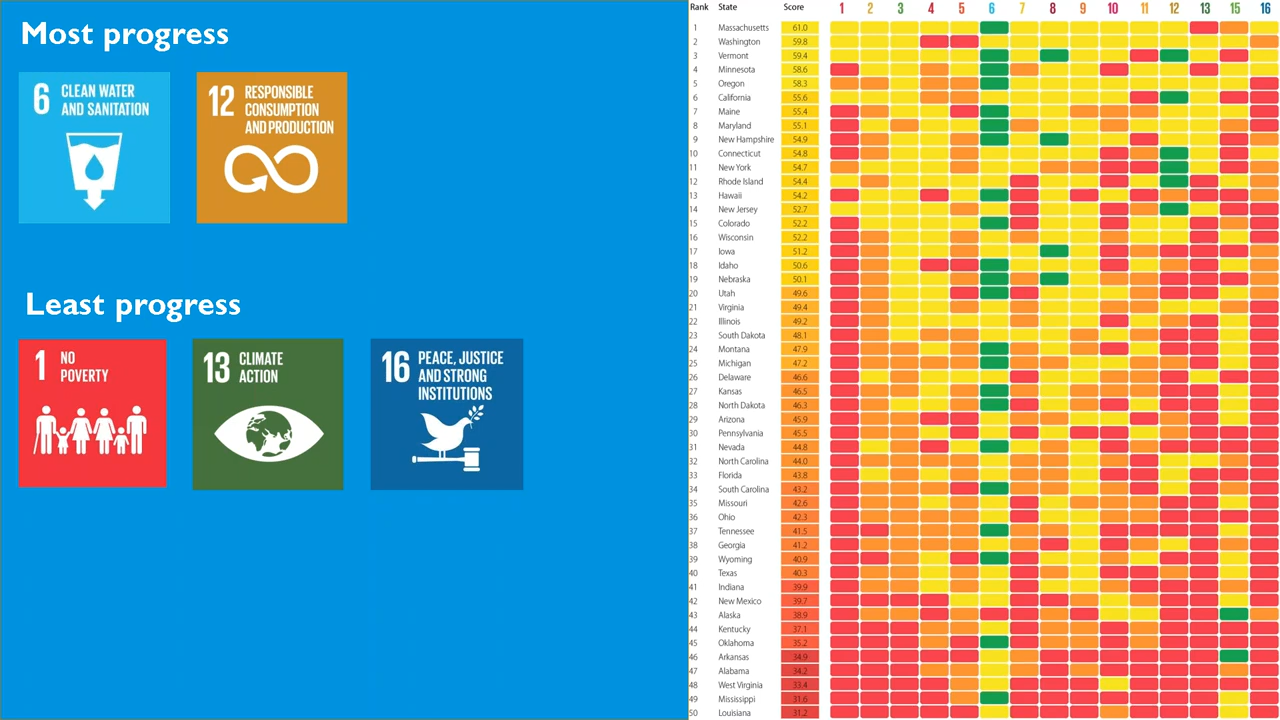 Most progress
6 CLEAN WATER
AND SANITATION
12 RESPONSIBLE
CONSUMPTION
AND PRODUCTION
Least progress
1 NO
POVERTY
13 CLIMATE
ACTION
16 PEACE, JUSTICE
AND STRONG
INSTITUTIONS
Rank State Score 1 2 3 4 5 6 7 8 9 10 11 12 13 15 16
1 Massachusetts 61.0
2 Washington 59.8
3 Vermont 59.4
4 Minnesota 58.6
5 Oregon 58.3
6 California 55.6
7 Maine 55.4
8 Maryland 55.1
9 New Hampshire 54.9
10 Connecticut 54.8
11 New York 54.7
12 Rhode Island 54.4
13 Hawaii 54.2
14 New Jersey 52.7
15 Colorado 52.2
16 Wisconsin 52.2
17 Iowa 51.2
18 Idaho 50.6
19 Nebraska 50.1
20 Utah 49.6
21 Virginia 49.4
22 Illinois 49.2
23 South Dakota 48.1
24 Montana 47.9
25 Michigan 47.2
26 Delaware 46.6
27 Kansas 46.5
28 North Dakota 46.3
29 Arizona 45.9
30 Pennsylvania 45.5
31 Nevada 44.8
32 North Carolina 44.0
33 Florida 43.8
34 South Carolina 43.2
35 Missouri 42.6
36 Ohio 42.3
37 Tennessee 41.5
38 Georgia 41.2
39 Wyoming 40.9
40 Texas 40.3
41 Indiana 39.9
42 New Mexico 39.7
43 Alaska 38.9
44 Kentucky 37.1
45 Oklahoma 35.2
46 Arkansas 34.9
47 Alabama 34.2
48 West Virginia 33.4
49 Mississippi 31.6
50 Louisiana 31.2